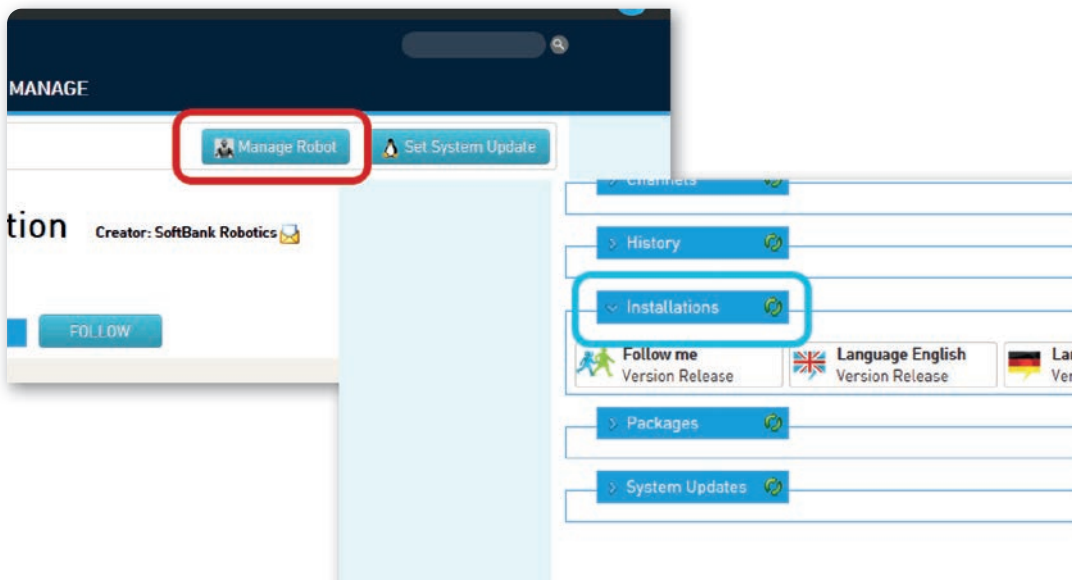 MANAGE
Manage Robot
Set System Update
tion
Creator: SoftBank Robotics
FOLLOW
Channels
History
Installations
Follow me
Version Release
Language English
Version Release
Packages
System Updates